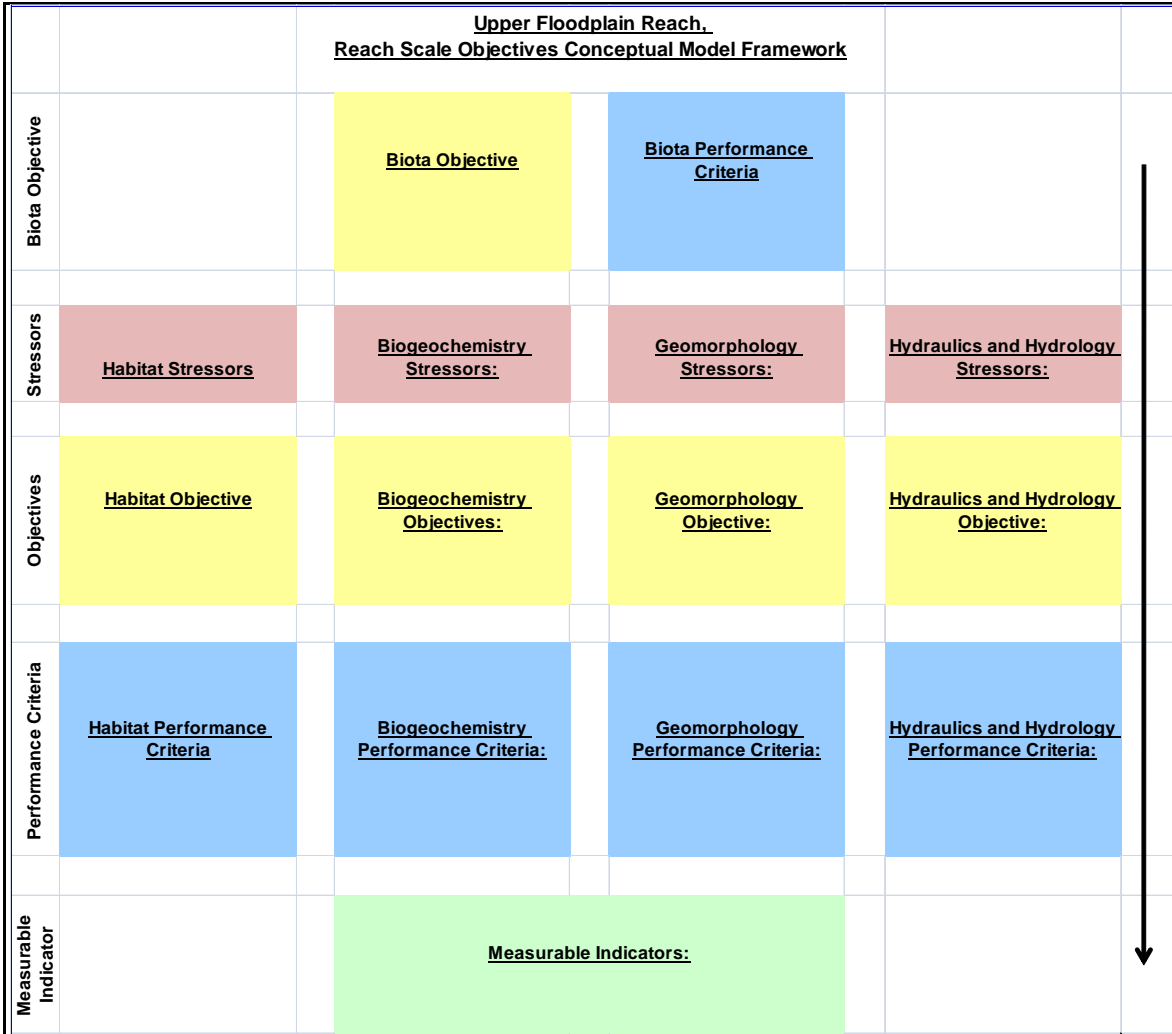 Upper Floodplain Reach,
Reach Scale Objectives Conceptual Model Framework
Biota Objective
Biota Objective
Biota Performance
Criteria
Stressors
Habitat Stressors
Biogeochemistry
Stressors:
Geomorphology
Stressors:
Hydraulics and Hydrology
Stressors:
Objectives
Habitat Objective
Biogeochemistry
Objectives:
Geomorphology
Objective:
Hydraulics and Hydrology
Objective:
Performance Criteria
Habitat Performance
Criteria
Biogeochemistry
Performance Criteria:
Geomorphology
Performance Criteria:
Hydraulics and Hydrology
Performance Criteria:
Measurable
Indicator
Measurable Indicators: